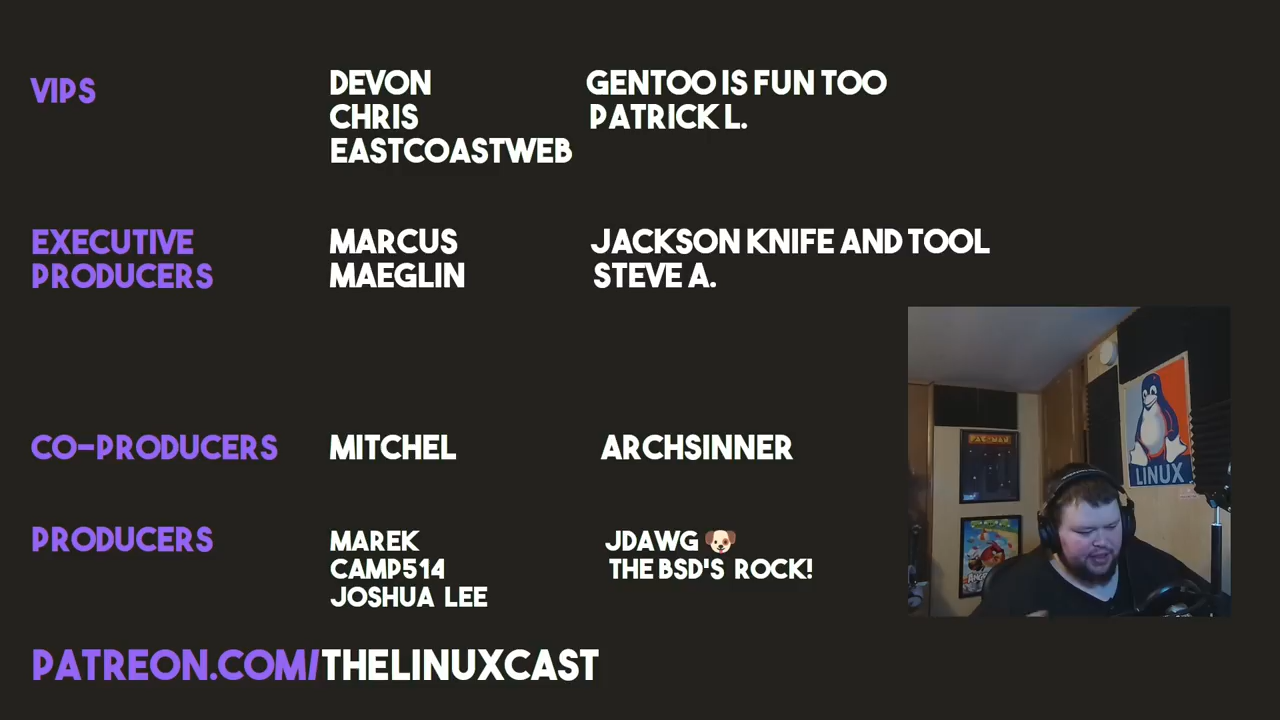 VIPS
DEVON GENTOO IS FUN TOO
CHRIS PATRICK L.
EASTCOASTWEB
EXECUTIVE PRODUCERS
MARCUS JACKSON KNIFE AND TOOL
MAEGLIN STEVE A.
CO-PRODUCERS MITCHEL ARCHSINNER
PRODUCERS
MAREK JDAWG 🐶
CAMP514 THE BSD'S ROCK!
JOSHUA LEE
PATREON.COM/THELINUXCAST
PAC-MAN
LINUX